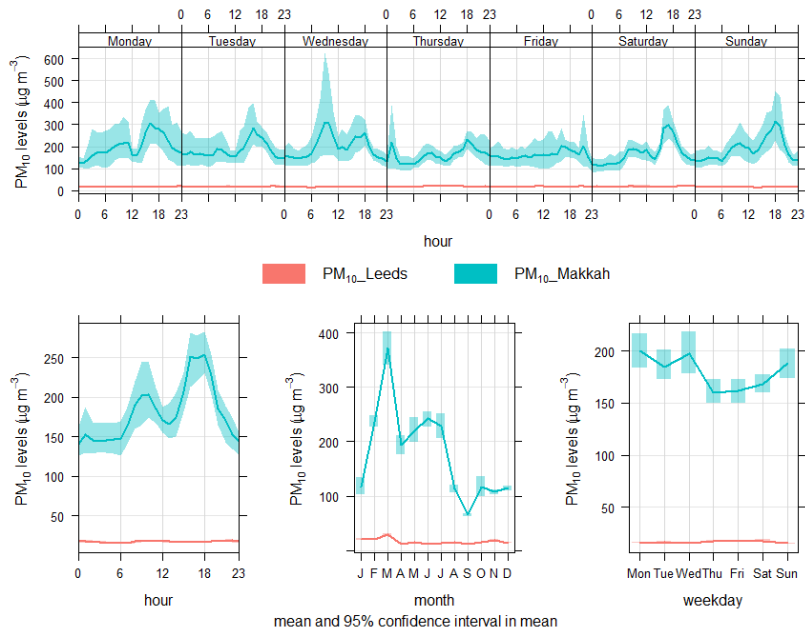 0 6 12 18 23 0 6 12 18 23 0 6 12 18 23
Monday Tuesday Wednesday Thursday Friday Saturday Sunday
600
500
400
300
200
100
0
PM10 levels (μg m−3)
0 6 12 18 23 0 6 12 18 23 0 6 12 18 23 0 6 12 18 23
hour
PM10_Leeds PM10_Makkah
250
200
150
100
50
PM10 levels (μg m−3)
0 6 12 18 23
hour
400
300
200
100
PM10 levels (μg m−3)
J F M A M J J A S O N D
month
200
150
100
50
PM10 levels (μg m−3)
Mon Tue Wed Thu Fri Sat Sun
weekday
mean and 95% confidence interval in mean